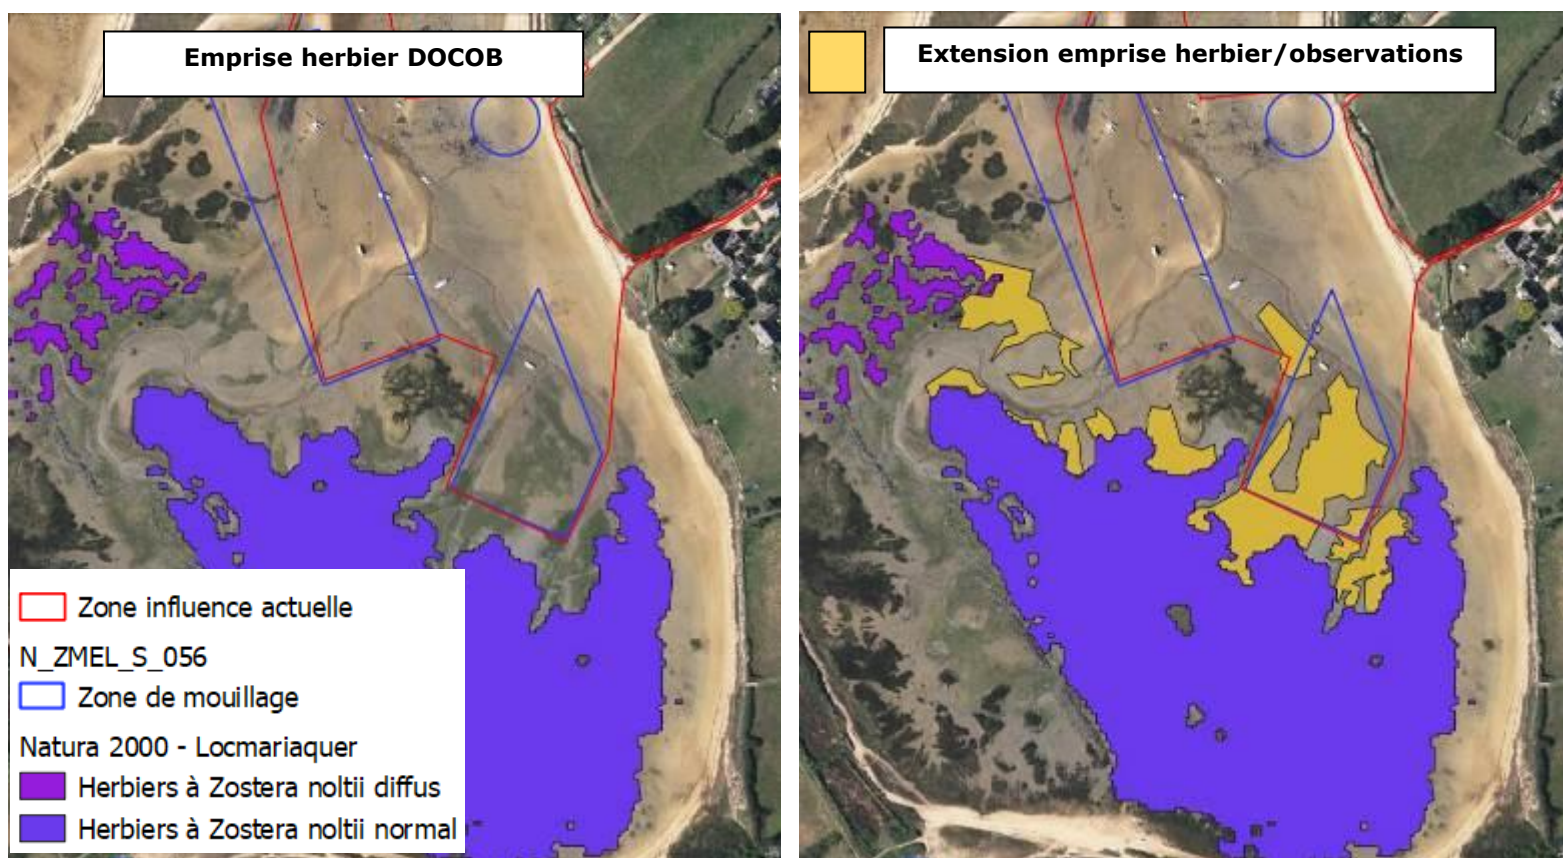 Emprise herbier DOCOB
Extension emprise herbier/observations
Zone influence actuelle
N_ZMEL_S_056
Zone de mouillage
Natura 2000 - Locmariaquer
Herbiers à Zostera noltii diffus
Herbiers à Zostera noltii normal